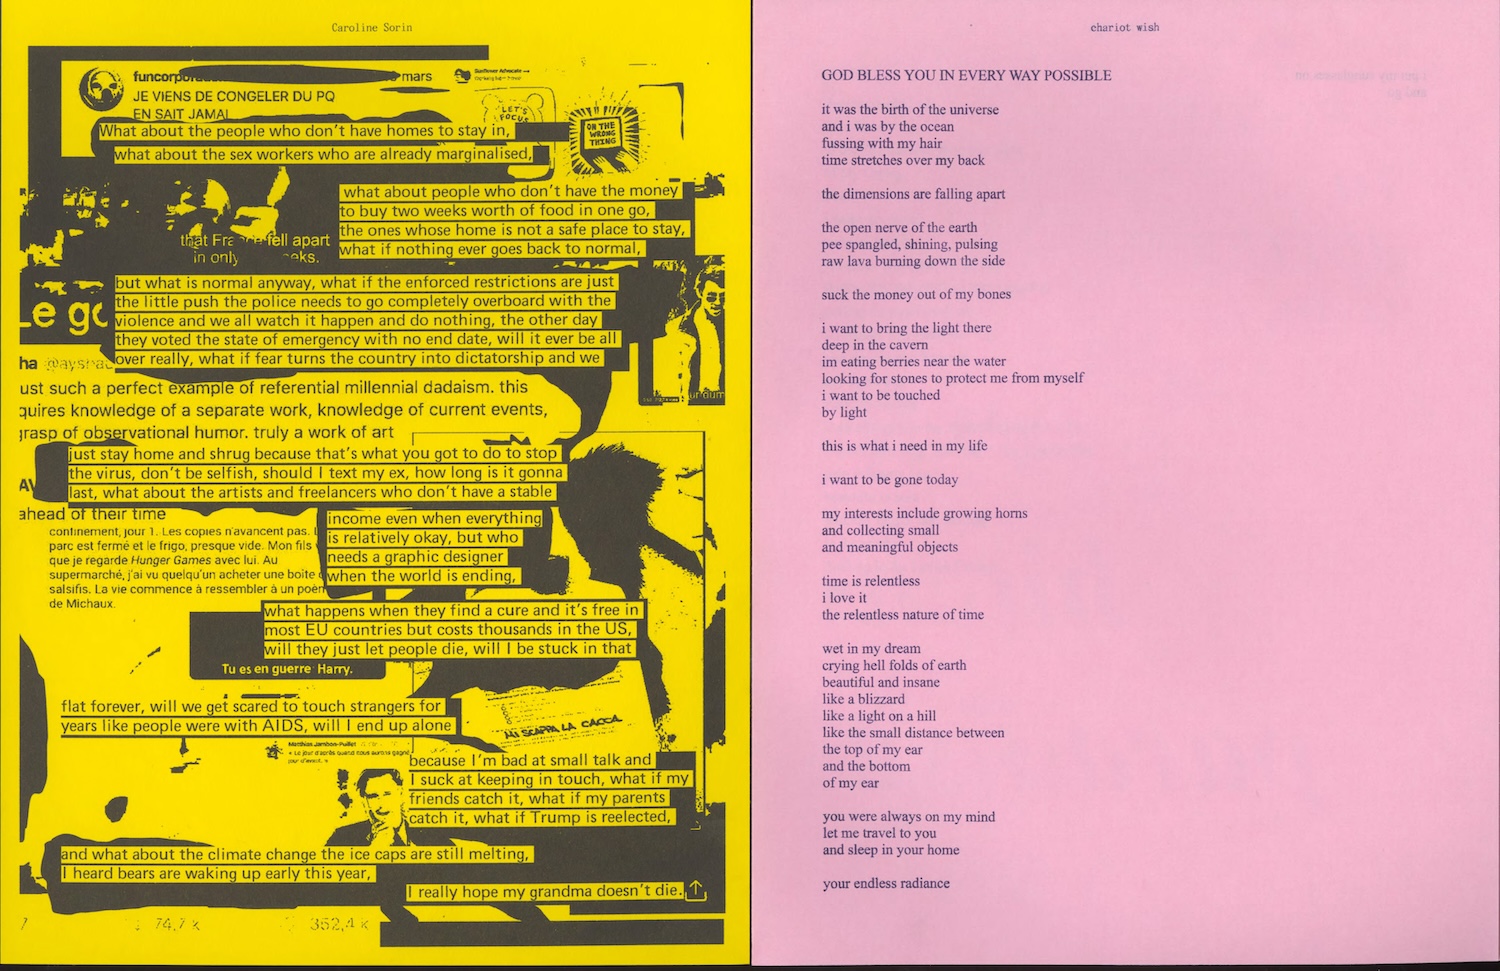 Caroline Sorin
mars
JE VIENS DE CONGELER DU PQ
EN SAIT JAMAI
LET'S
FOCUS
ON THE
WRONG
THING
What about the people who don't have homes to stay in,
what about the sex workers who are already marginalised,
what about people who don't have the money
to buy two weeks worth of food in one go,
the ones whose home is not a safe place to stay,
what if nothing ever goes back to normal,
that fell apart
in only
but what is normal anyway, what if the enforced restrictions are just
the little push the police needs to go completely overboard with the
violence and we all watch it happen and do nothing, the other day
they voted the state of emergency with no end date, will it ever be all
over really, what if fear turns the country into dictatorship and we
ust such a perfect example of referential millennial dadaism. this
quires knowledge of a separate work, knowledge of current events,
grasp of observational humor. truly a work of art
just stay home and shrug because that's what you got to do to stop
the virus, don't be selfish, should I text my ex, how long is it gonna
last, what about the artists and freelancers who don't have a stable
ahead of their time
income even when everything
is relatively okay, but who
needs a graphic designer
when the world is ending,
confinement, jour 1. Les copies n'avancent pas.
parc est fermé et le frigo, presque vide. Mon fils
que je regarde Hunger Games avec lui. Au
supermarché, j'ai vu quelqu'un acheter une boîte
salsifis. La vie commence à ressembler à un
de Michaux.
what happens when they find a cure and it's free in
most EU countries but costs thousands in the US,
will they just let people die, will I be stuck in that
Tu es en guerre Harry.
flat forever, will we get scared to touch strangers for
years like people were with AIDS, will I end up alone
MI SCAPPA LA CACCA
because I'm bad at small talk and
I suck at keeping in touch, what if my
friends catch it, what if my parents
catch it, what if Trump is reelected,
and what about the climate change the ice caps are still melting,
I heard bears are waking up early this year,
I really hope my grandma doesn't die.
74,7 k
352,4 k
chariot wish
GOD BLESS YOU IN EVERY WAY POSSIBLE
it was the birth of the universe
and i was by the ocean
fussing with my hair
time stretches over my back
the dimensions are falling apart
the open nerve of the earth
pee spangled, shining, pulsing
raw lava burning down the side
suck the money out of my bones
i want to bring the light there
deep in the cavern
im eating berries near the water
looking for stones to protect me from myself
i want to be touched
by light
this is what i need in my life
i want to be gone today
my interests include growing horns
and collecting small
and meaningful objects
time is relentless
i love it
the relentless nature of time
wet in my dream
crying hell folds of earth
beautiful and insane
like a blizzard
like a light on a hill
like the small distance between
the top of my ear
and the bottom
of my ear
you were always on my mind
let me travel to you
and sleep in your home
your endless radiance